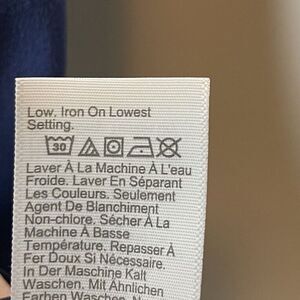 Low. Iron On Lowest
Setting.
30
Laver À La Machine À L'eau
Froide. Laver En Séparant
Les Couleurs. Seulement
Agent De Blanchiment
Non-chlore. Sécher À La
Machine À Basse
Température. Repasser À
Fer Doux Si Nécessaire.
In Der Maschine Kalt
Waschen. Mit Ähnlichen
Farben Waschen.